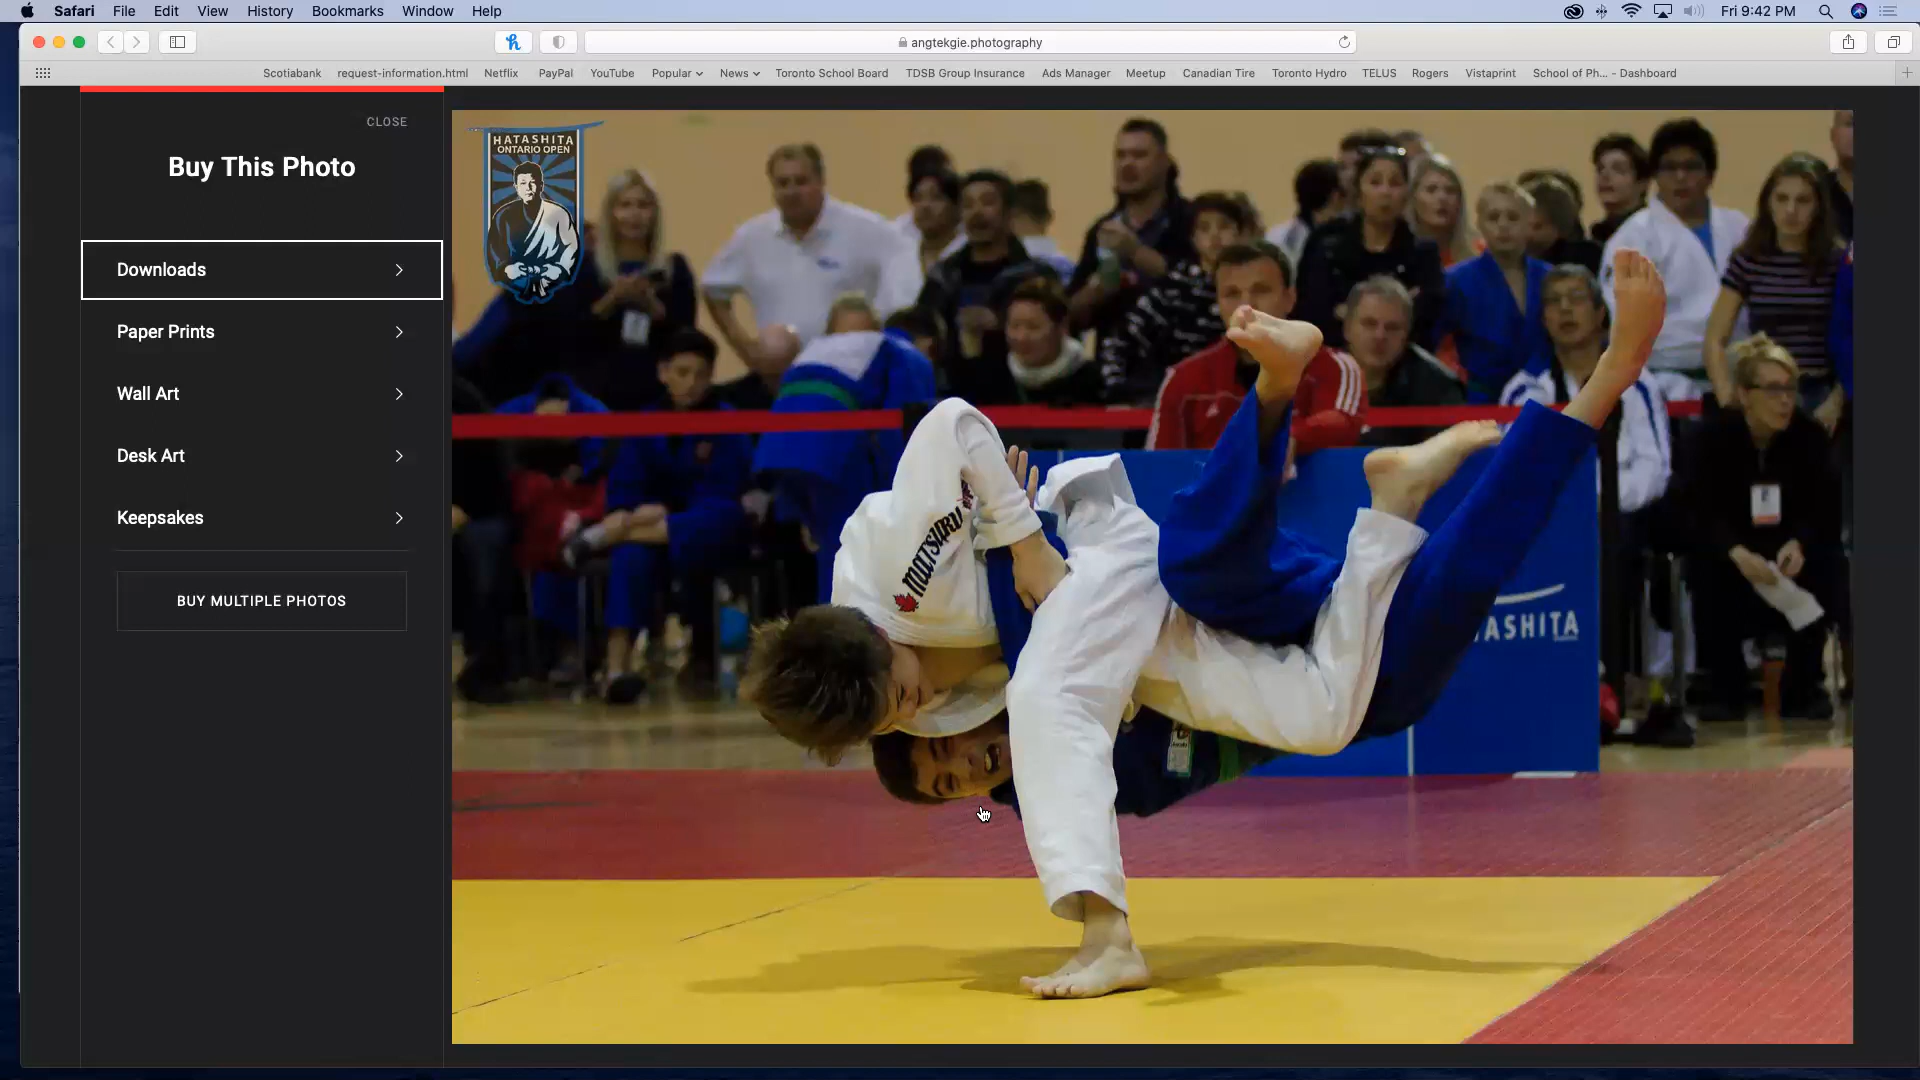 Safari File Edit View History Bookmarks Window Help Fri 9:42 PM
angtekgie.photography
Scotiabank request-information.html Netflix PayPal YouTube Popular News Toronto School Board TDSB Group Insurance Ads Manager Meetup Canadian Tire Toronto Hydro TELUS Rogers Vistaprint School of Ph... - Dashboard
CLOSE
Buy This Photo
Downloads
Paper Prints
Wall Art
Desk Art
Keepsakes
BUY MULTIPLE PHOTOS
HATASHITA
ONTARIO OPEN
MATSURU
TASHITA